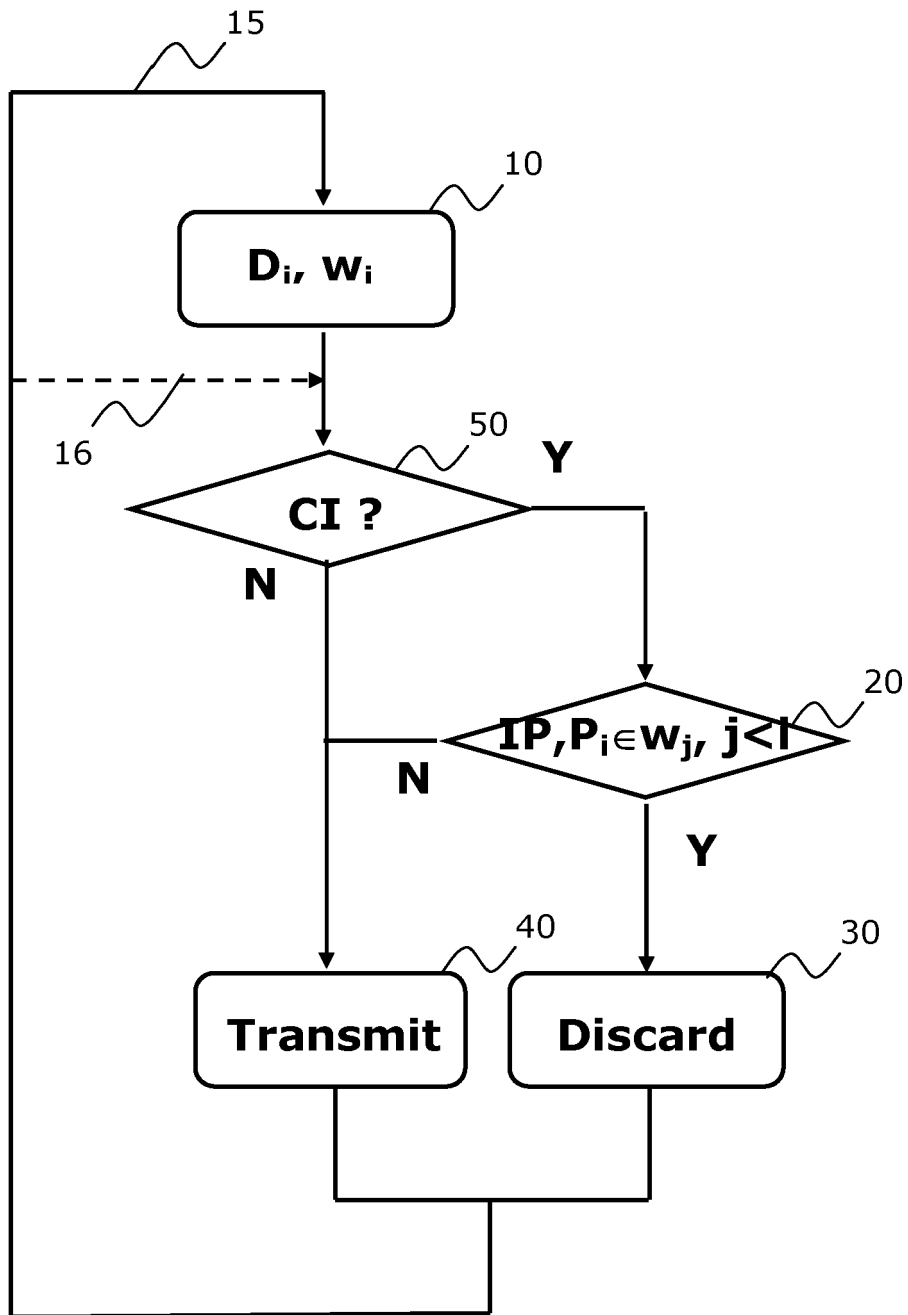 15
10
Dᵢ, wᵢ
16
50
Y
CI ?
N
20
IP,Pᵢ∈wⱼ, j<l
N
Y
40
30
Transmit
Discard